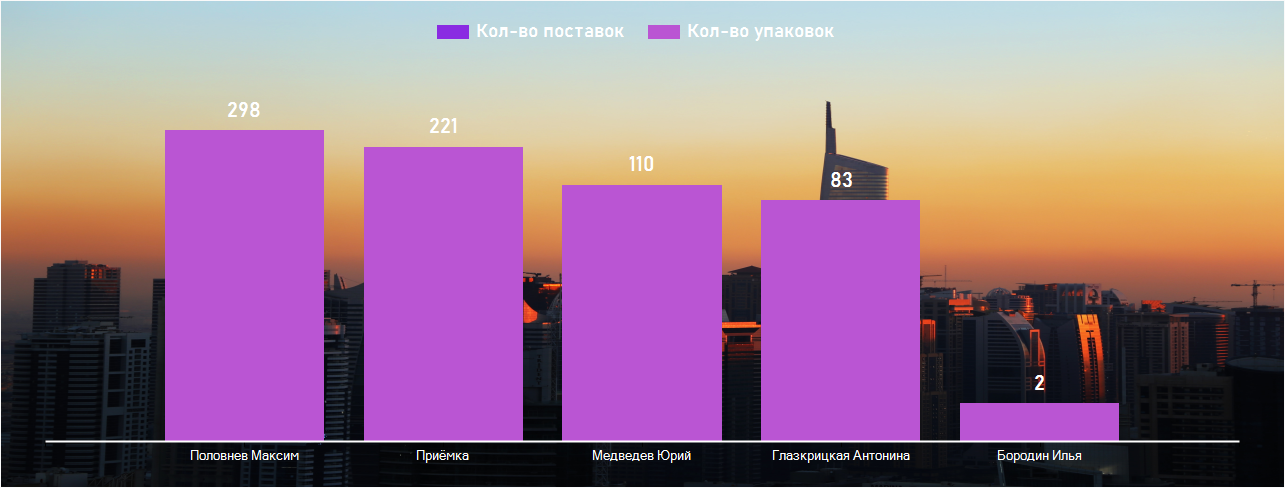 Кол-во поставок Кол-во упаковок
298
221
110
83
2
Половнев Максим Приёмка Медведев Юрий Глазкрицкая Антонина Бородин Илья